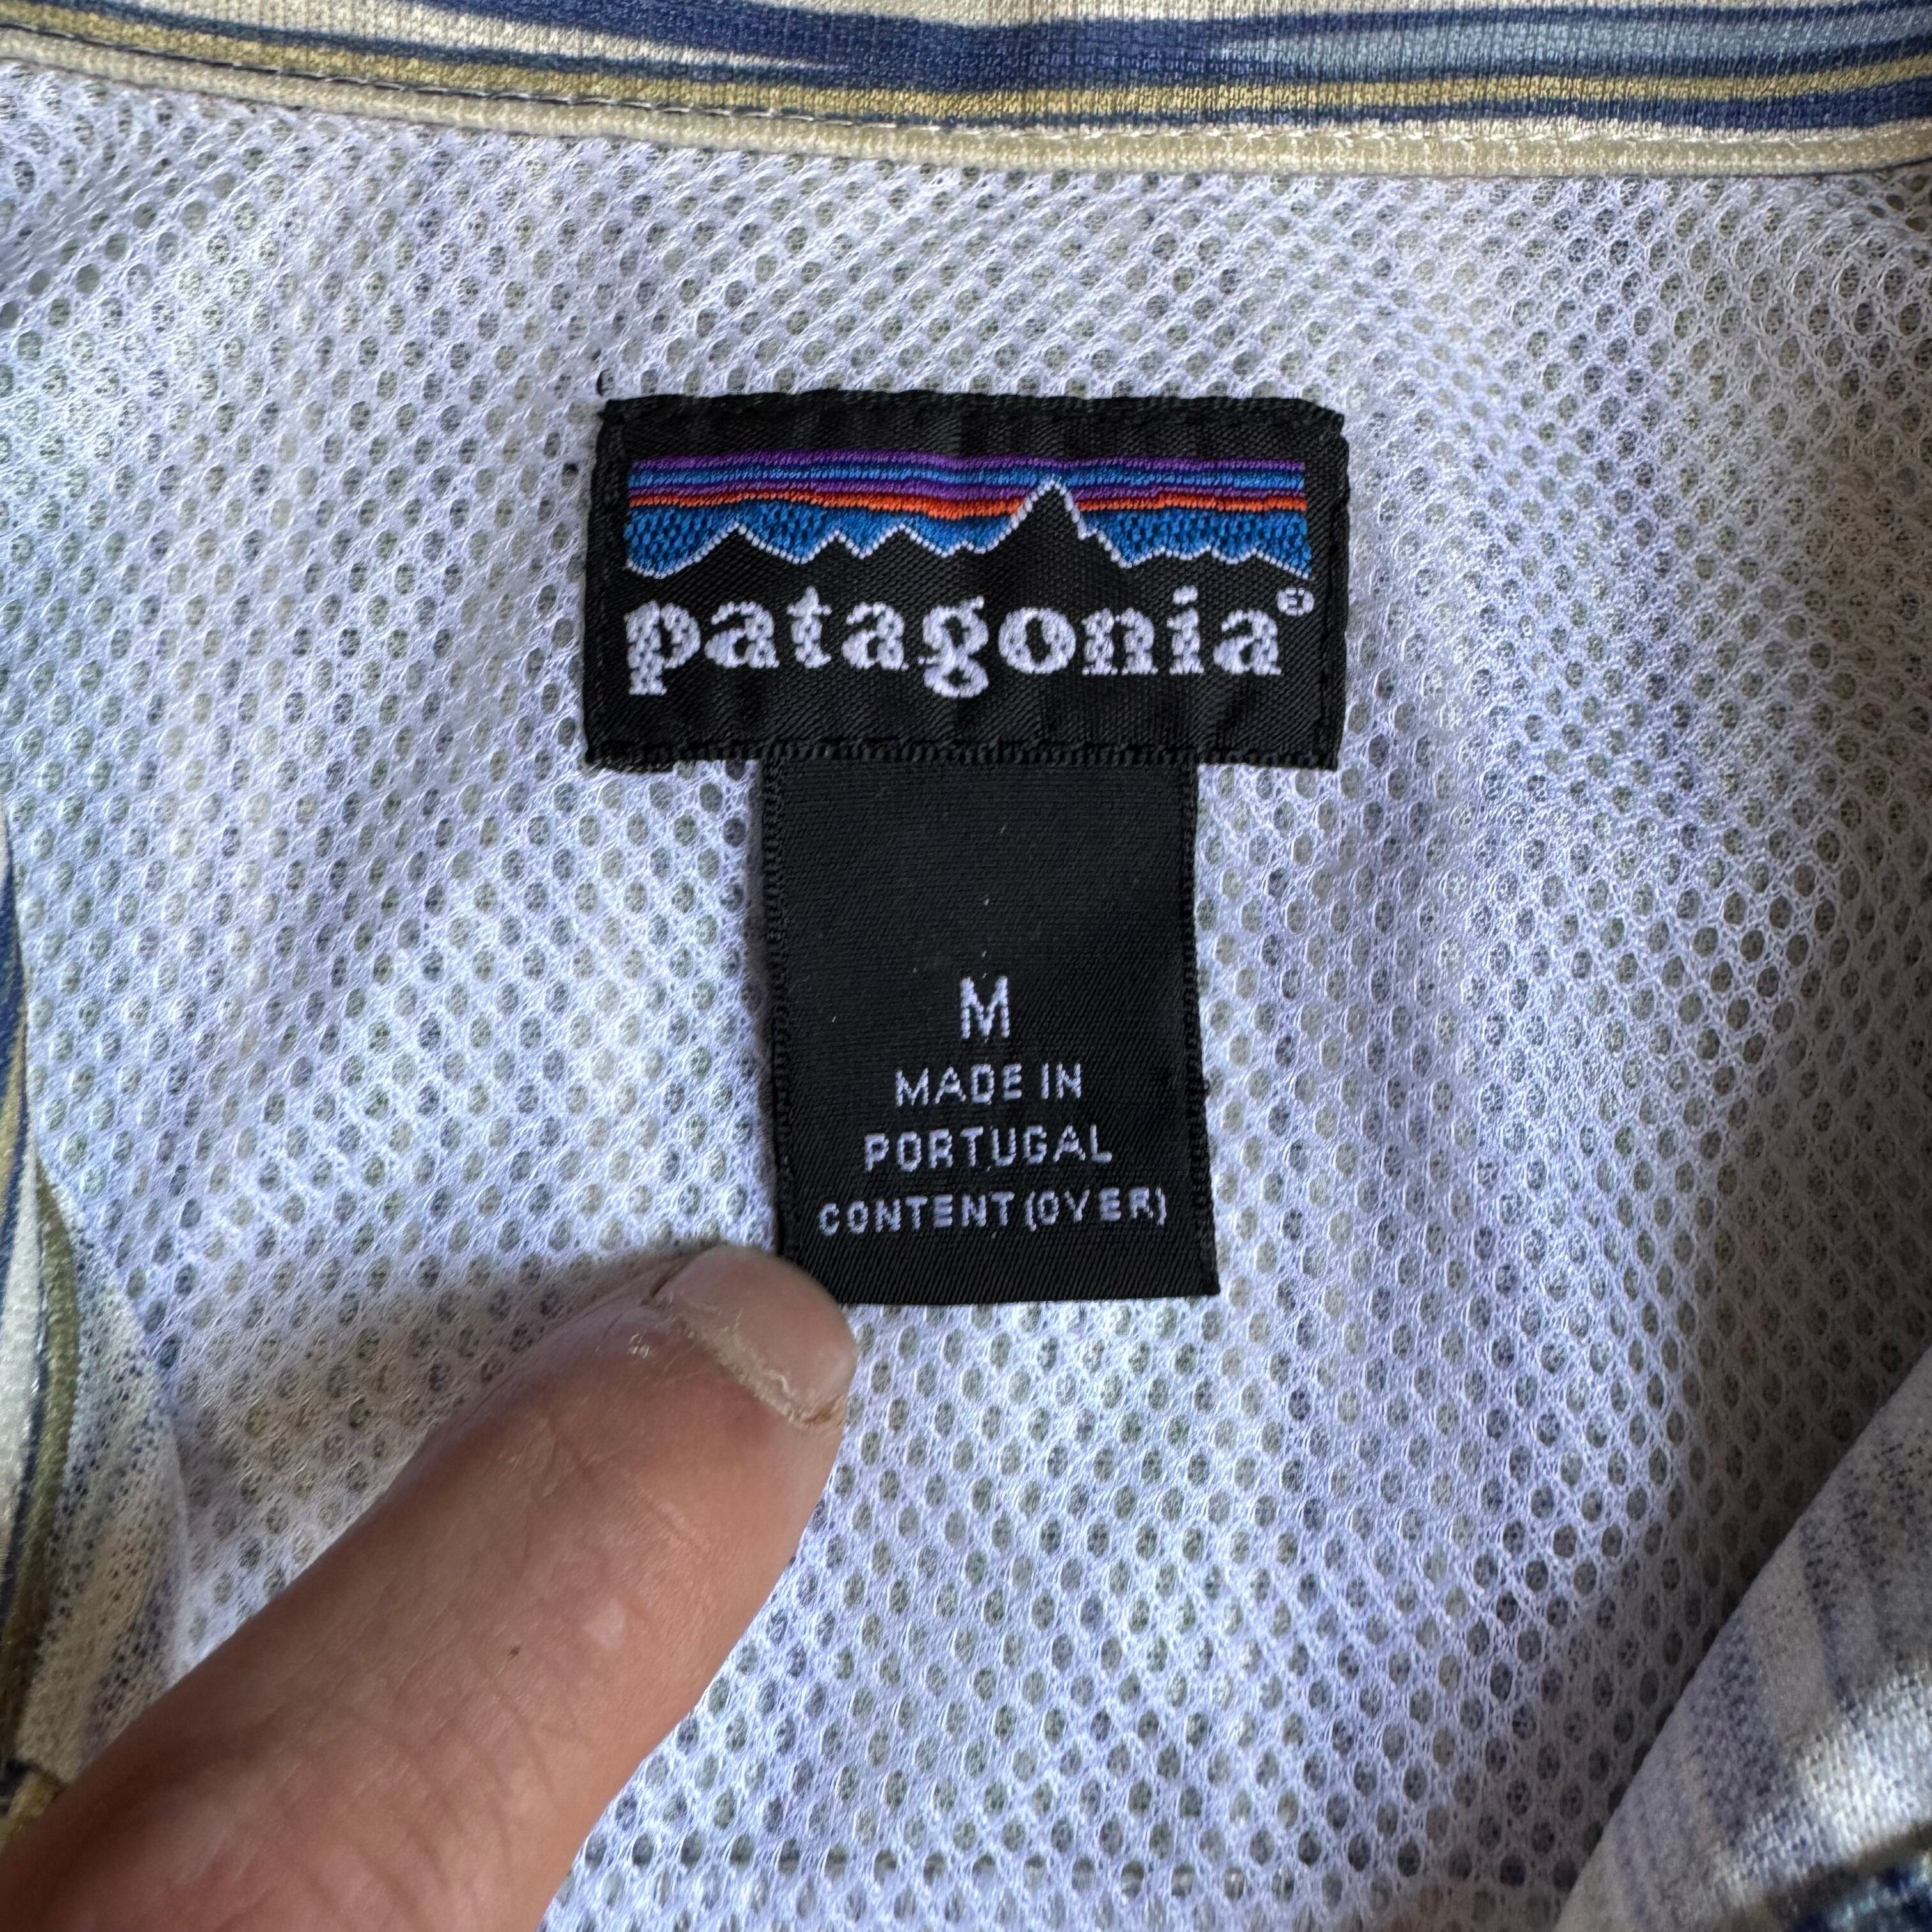 patagonia®
M
MADE IN
PORTUGAL
CONTENT (OVER)